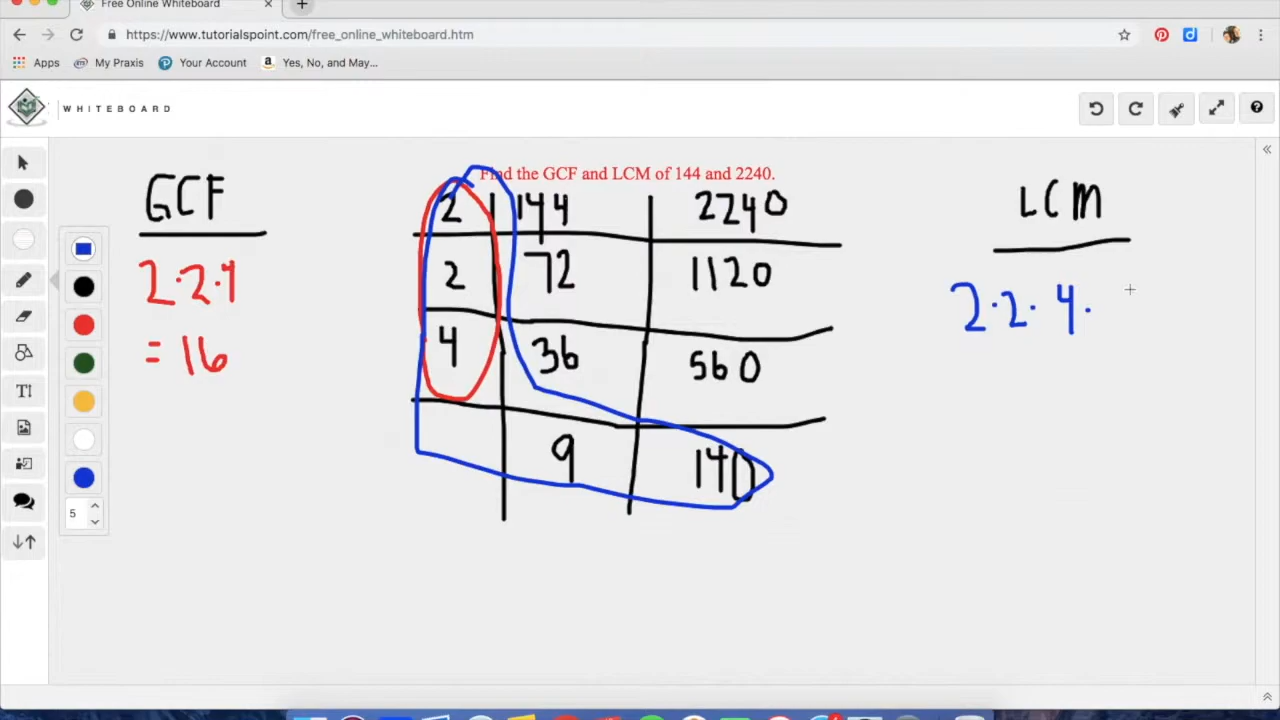 Free Online Whiteboard
https://www.tutorialspoint.com/free_online_whiteboard.htm
Apps My Praxis Your Account Yes, No, and May...
WHITEBOARD
Find the GCF and LCM of 144 and 2240.
GCF
2·2·4
= 16
2 144 2240
2 72 1120
4 36 560
9 140
LCM
2·2·4·
5